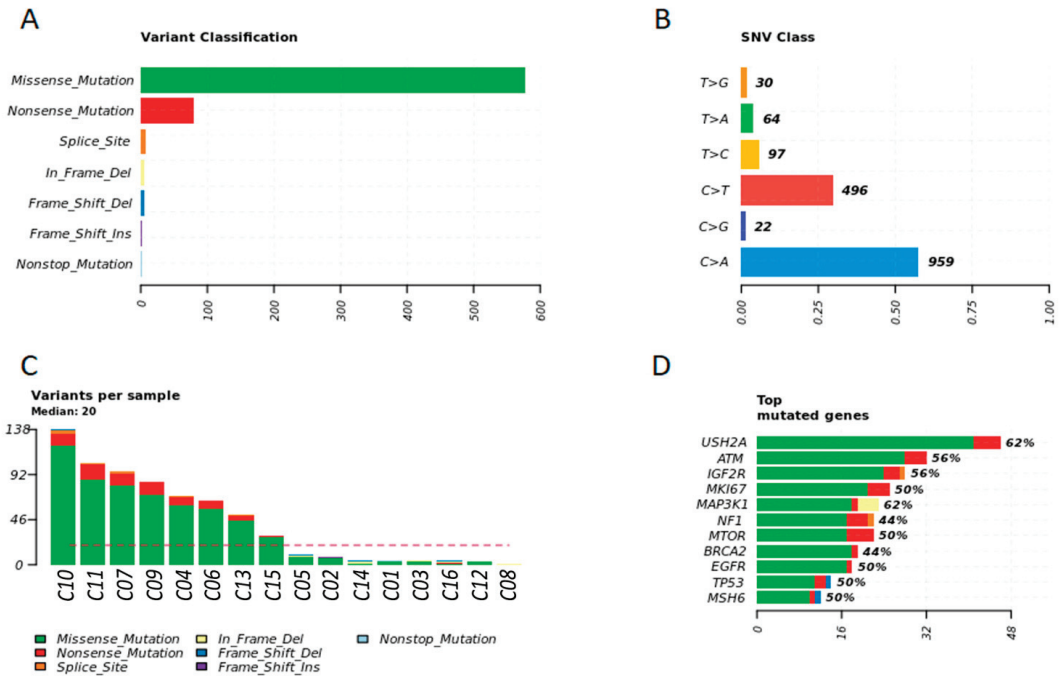 A
Variant Classification
Missense_Mutation
Nonsense_Mutation
Splice_Site
In_Frame_Del
Frame_Shift_Del
Frame_Shift_Ins
Nonstop_Mutation
0 100 200 300 400 500 600
B
SNV Class
T>G 30
T>A 64
T>C 97
C>T 496
C>G 22
C>A 959
0.00 0.25 0.50 0.75 1.00
C
Variants per sample
Median: 20
138
92
46
0
C10 C11 C07 C09 C04 C06 C13 C15 C05 C02 C14 C01 C03 C16 C12 C08
Missense_Mutation In_Frame_Del Nonstop_Mutation
Nonsense_Mutation Frame_Shift_Del
Splice_Site Frame_Shift_Ins
D
Top
mutated genes
USH2A 62%
ATM 56%
IGF2R 56%
MKI67 50%
MAP3K1 62%
NF1 44%
MTOR 50%
BRCA2 44%
EGFR 50%
TP53 50%
MSH6 50%
0 16 32 48